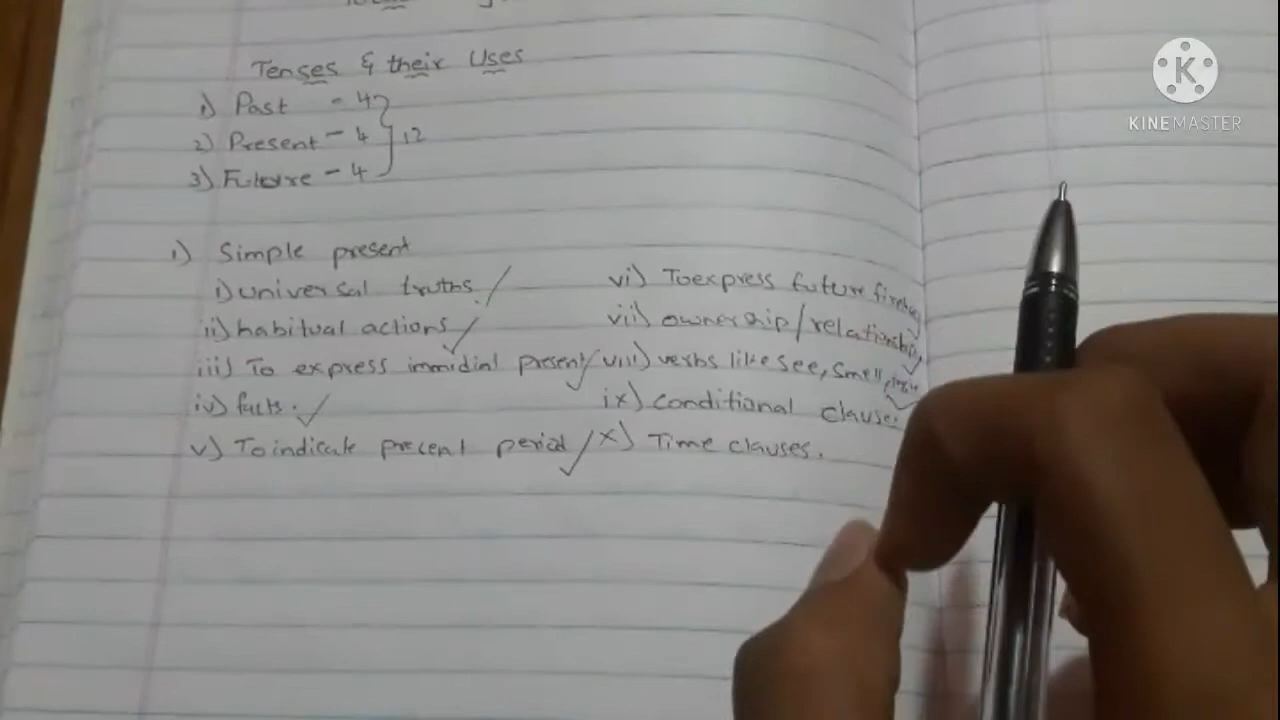 Tenses & their Uses
1) Past - 4
2) Present - 4
3) Future - 4
12
1) Simple present
i) universal truths.
ii) habitual actions
iii) To express immidial present
iv) facts.
v) To indicate precent period
vi) To express future
vii) ownership/relationship,
viii) verbs like see, smell,
ix) conditional clauses
x) Time clauses.
K
KINEMASTER